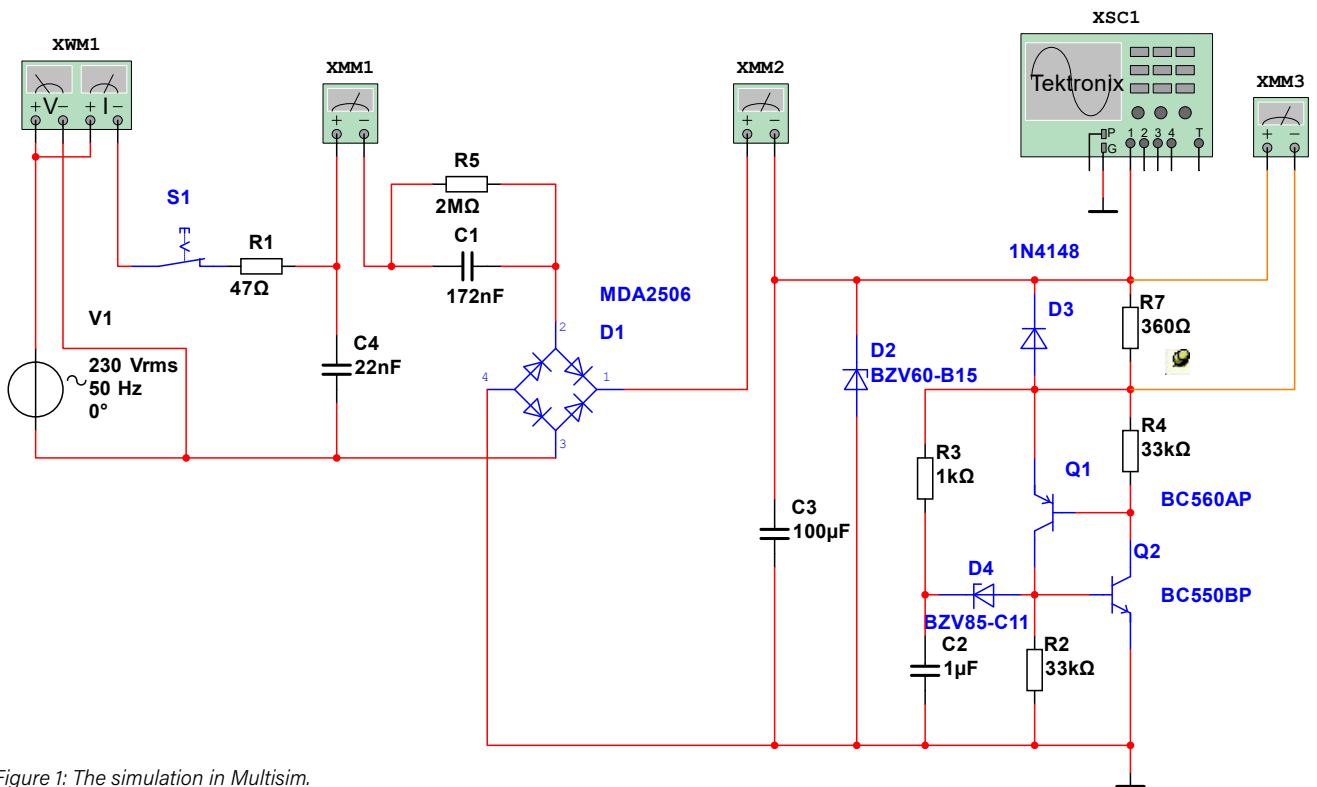 XSC1
XWM1
XMM1
XMM2
XMM3
Tektronix
+V- + I -
+ -
+ -
+ -
P
G
1 2 3 4 T
S1
R5
2MΩ
R1
47Ω
C1
172nF
1N4148
MDA2506
D1
D3
R7
360Ω
V1
230 Vrms
50 Hz
0°
C4
22nF
2
4
1
3
D2
BZV60-B15
R4
33kΩ
R3
1kΩ
Q1
BC560AP
C3
100µF
Q2
D4
BC550BP
BZV85-C11
C2
1µF
R2
33kΩ
Figure 1: The simulation in Multisim.